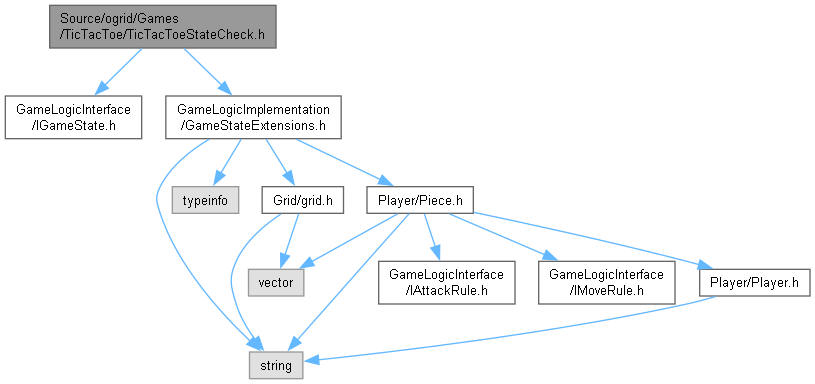 Source/ogrid/Games
/TicTacToe/TicTacToeStateCheck.h
GameLogicInterface
/IGameState.h
GameLogicImplementation
/GameStateExtensions.h
typeinfo
Grid/grid.h
Player/Piece.h
vector
GameLogicInterface
/IAttackRule.h
GameLogicInterface
/IMoveRule.h
Player/Player.h
string